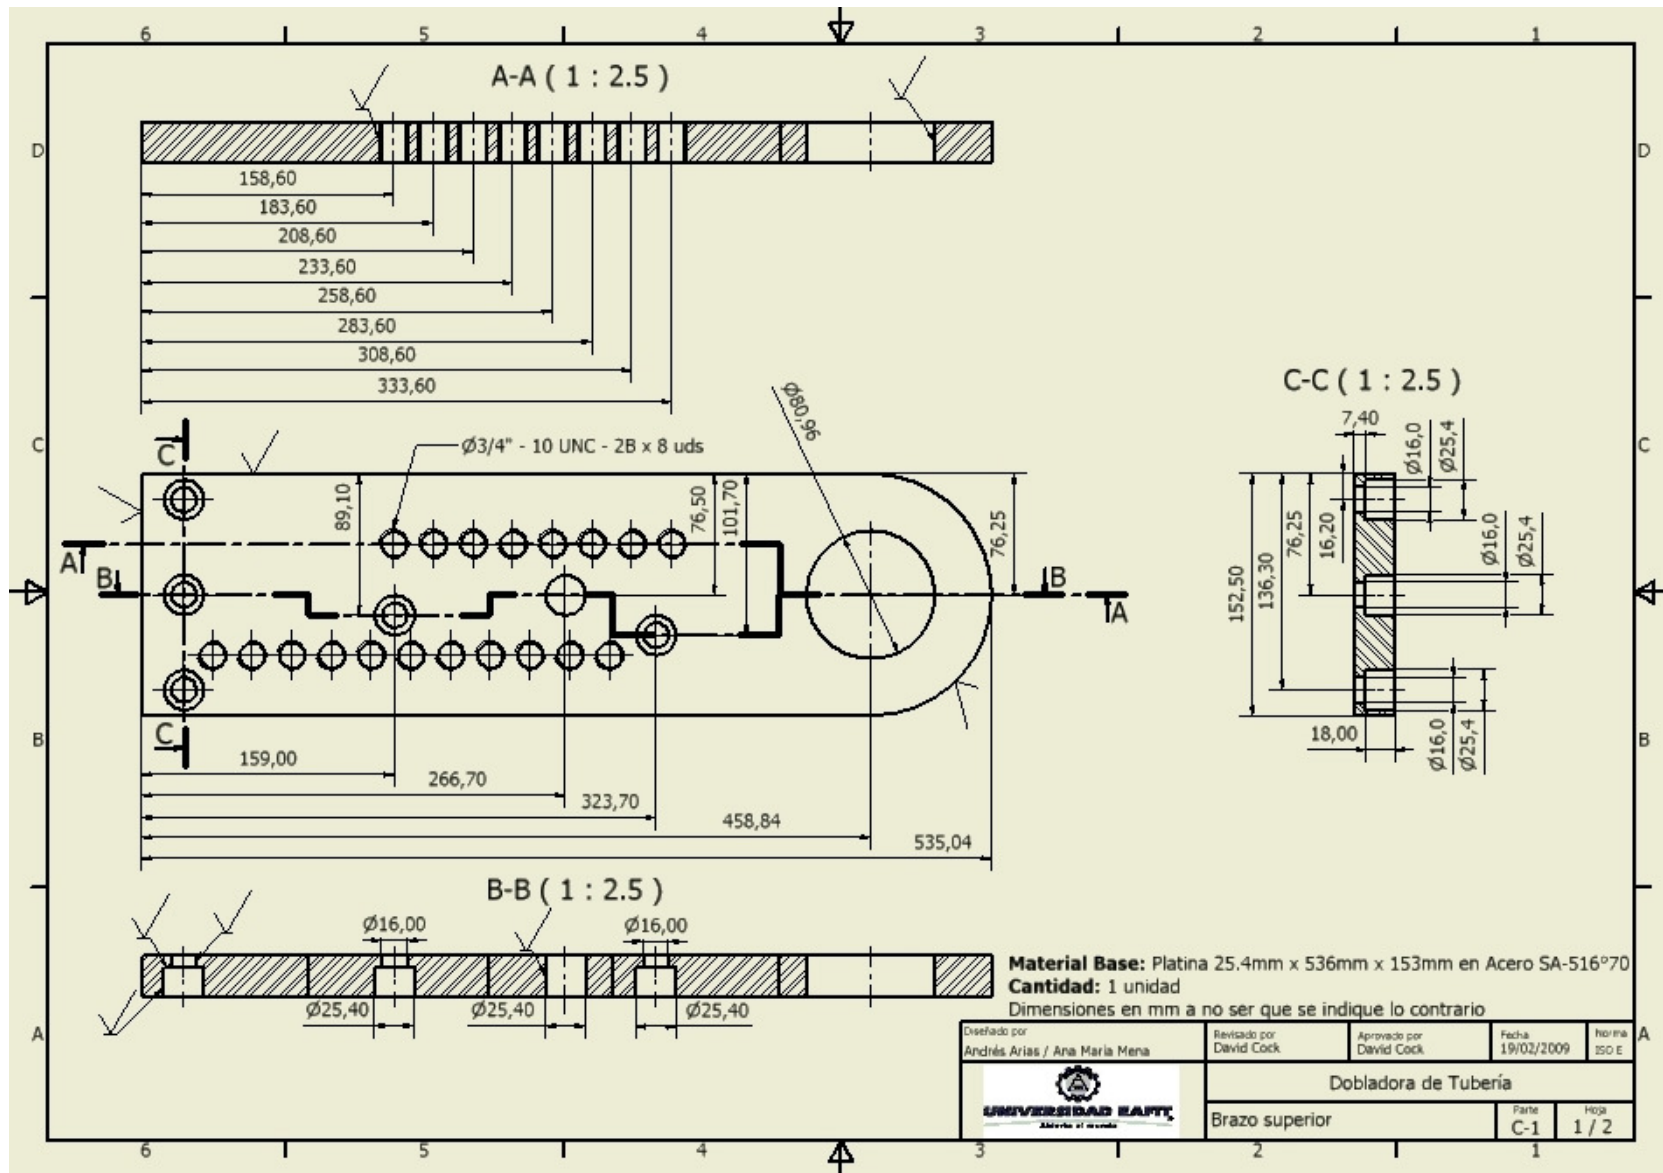 6 5 4 3 2 1
A-A ( 1 : 2.5 )
D D
158,60
183,60
208,60
233,60
258,60
283,60
308,60
333,60
Ø80,96
C-C ( 1 : 2.5 )
7,40
Ø16,0
Ø25,4
C C
C
Ø3/4" - 10 UNC - 2B x 8 uds
89,10
76,50
101,70
76,25
152,50
136,30
76,25
16,20
Ø16,0
Ø25,4
A
B
B
A
C
18,00
Ø16,0
Ø25,4
B B
159,00
266,70
323,70
458,84
535,04
B-B ( 1 : 2.5 )
Ø16,00
Ø16,00
Ø25,40
Ø25,40
Ø25,40
Material Base: Platina 25.4mm x 536mm x 153mm en Acero SA-516°70
Cantidad: 1 unidad
Dimensiones en mm a no ser que se indique lo contrario
A A
Diseñado por
Andrés Arias / Ana Maria Mena
Revisado por
David Cock
Aprovado por
David Cock
Fecha
19/02/2009
Norma
ISO E
UNIVERSIDAD EAFIT
Abierta al mundo
Dobladora de Tubería
Brazo superior
Parte
C-1
Hoja
1 / 2
6 5 4 3 2 1